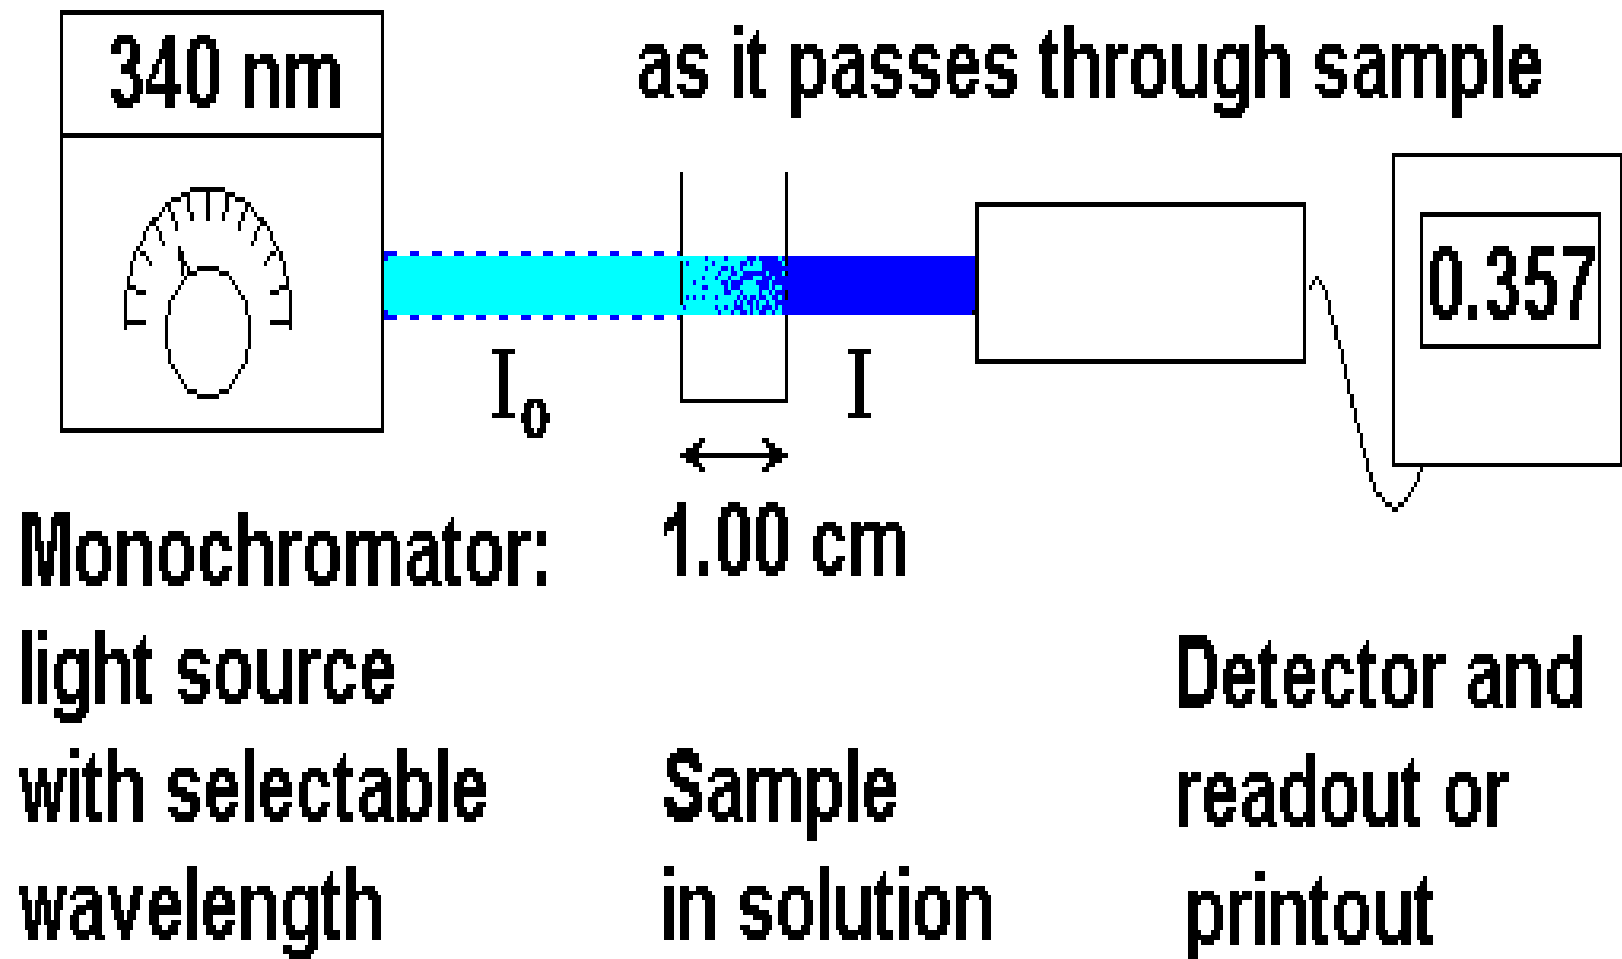 340 nm
as it passes through sample
0.357
I₀
I
1.00 cm
Monochromator:
light source
with selectable
wavelength
Sample
in solution
Detector and
readout or
printout